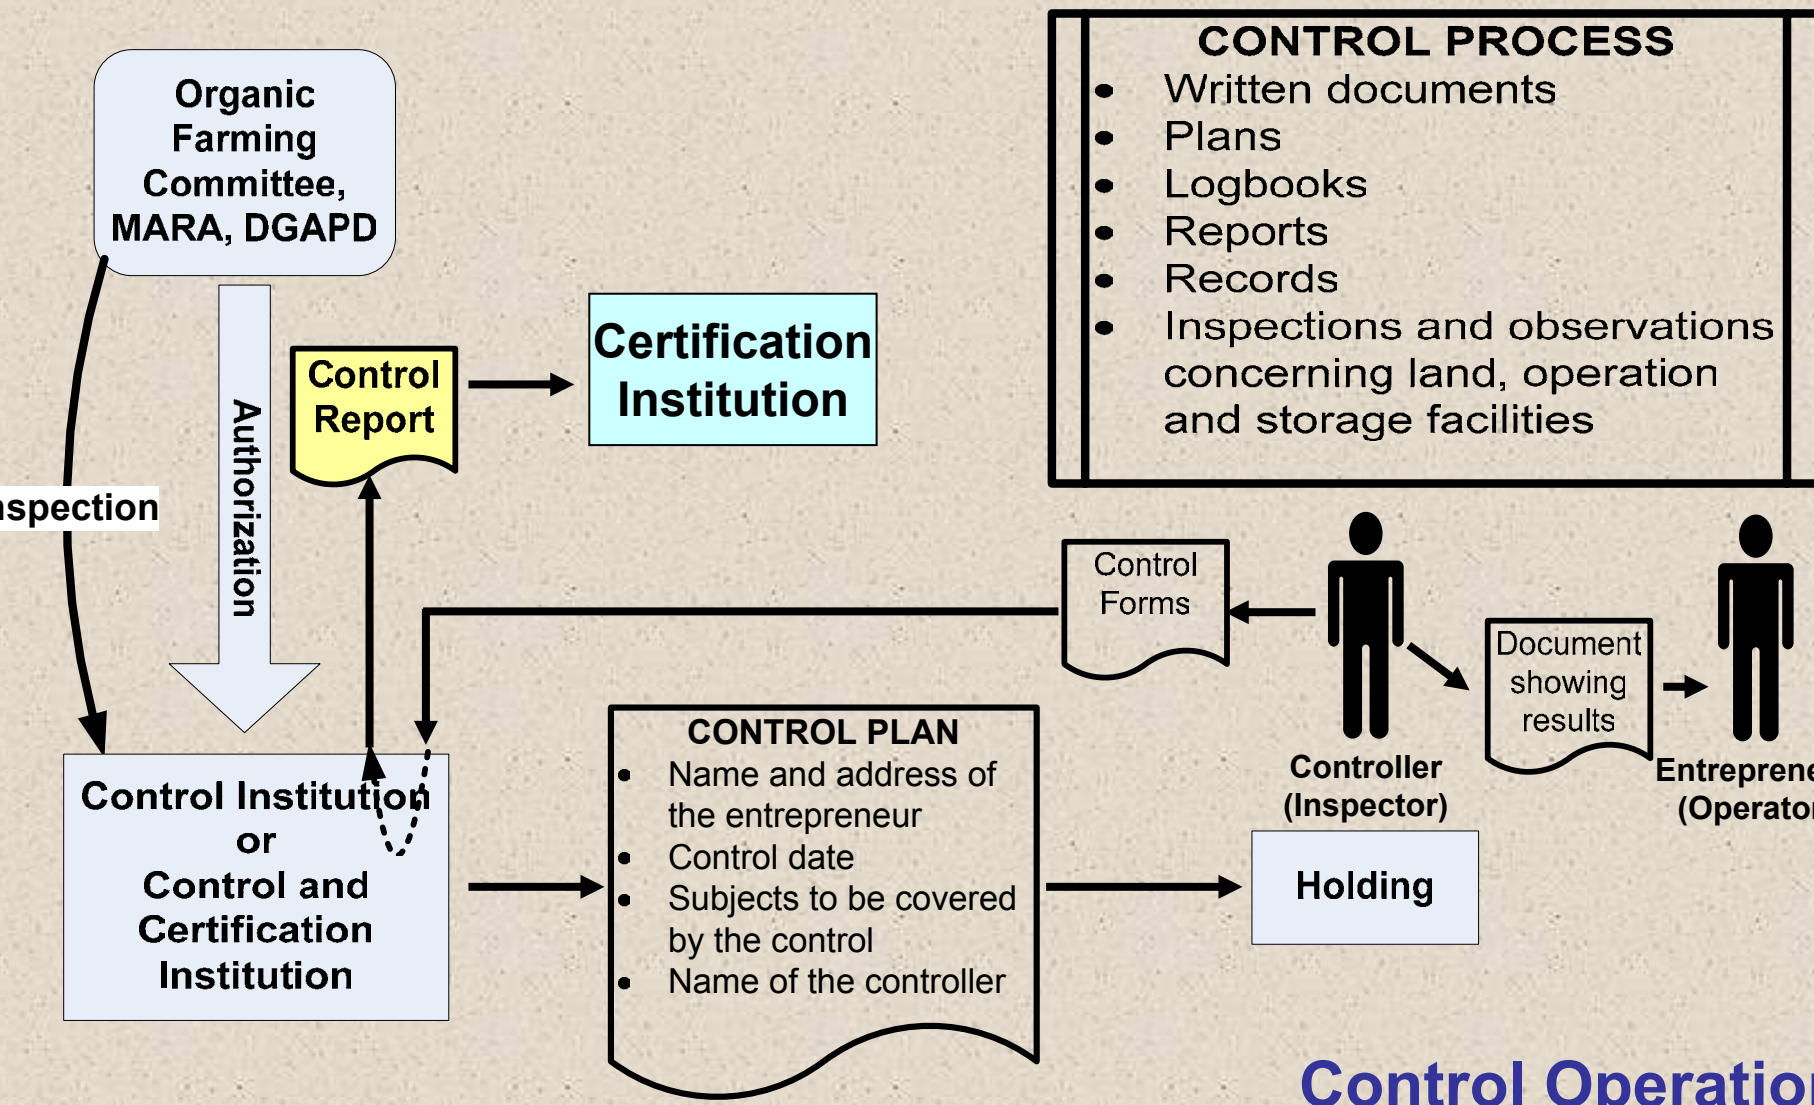 Organic
Farming
Committee,
MARA, DGAPD
CONTROL PROCESS
• Written documents
• Plans
• Logbooks
• Reports
• Records
• Inspections and observations
concerning land, operation
and storage facilities
Certification
Institution
Control
Report
Authorization
nspection
Control
Forms
Document
showing
results
Controller
(Inspector)
Entreprene
(Operator
Holding
CONTROL PLAN
• Name and address of
the entrepreneur
• Control date
• Subjects to be covered
by the control
• Name of the controller
Control Institution
or
Control and
Certification
Institution
Control Operation